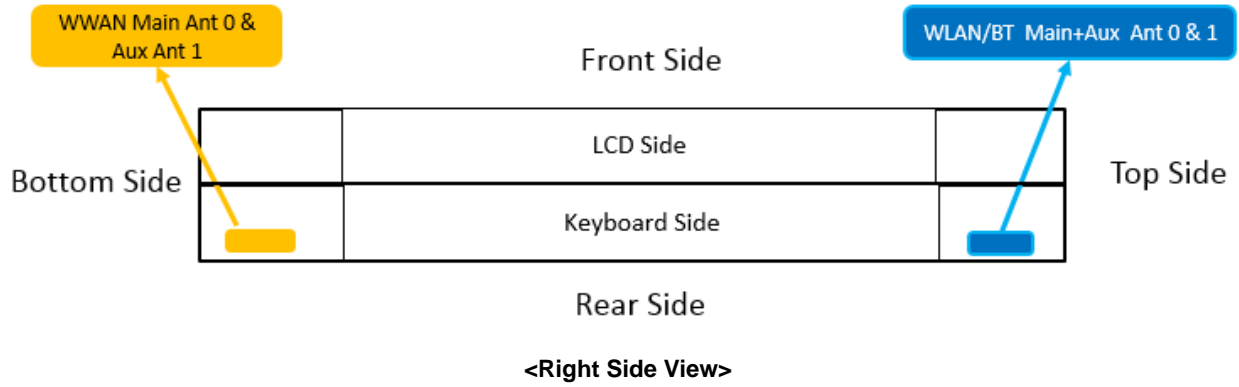 WWAN Main Ant 0 &
Aux Ant 1
WLAN/BT Main+Aux Ant 0 & 1
Front Side
LCD Side
Bottom Side
Top Side
Keyboard Side
Rear Side
<Right Side View>